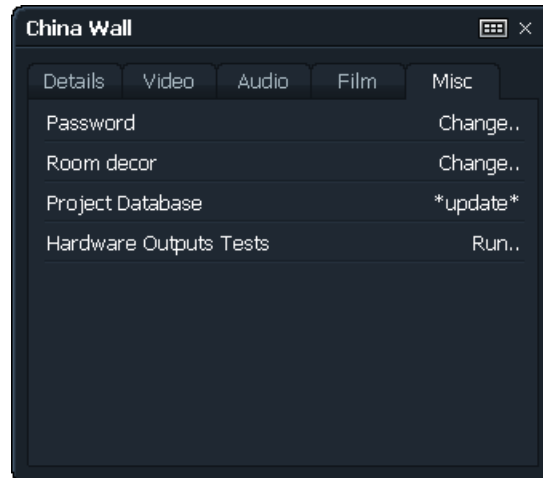 China Wall
Details Video Audio Film Misc
Password Change..
Room decor Change..
Project Database *update*
Hardware Outputs Tests Run..